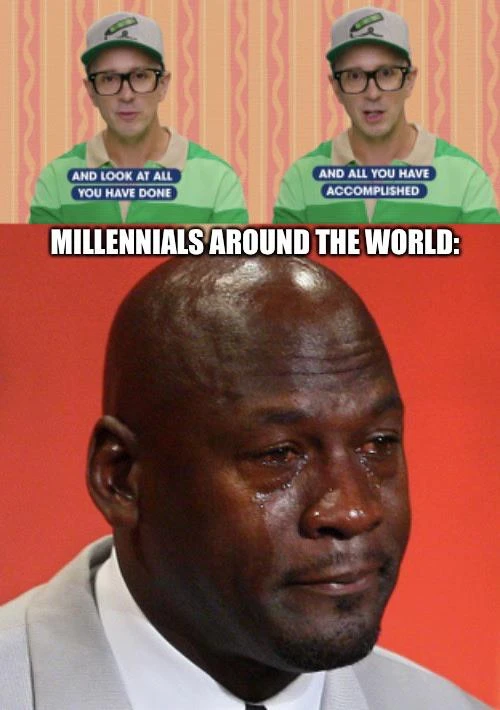 AND LOOK AT ALL
YOU HAVE DONE
AND ALL YOU HAVE
ACCOMPLISHED
MILLENNIALS AROUND THE WORLD: